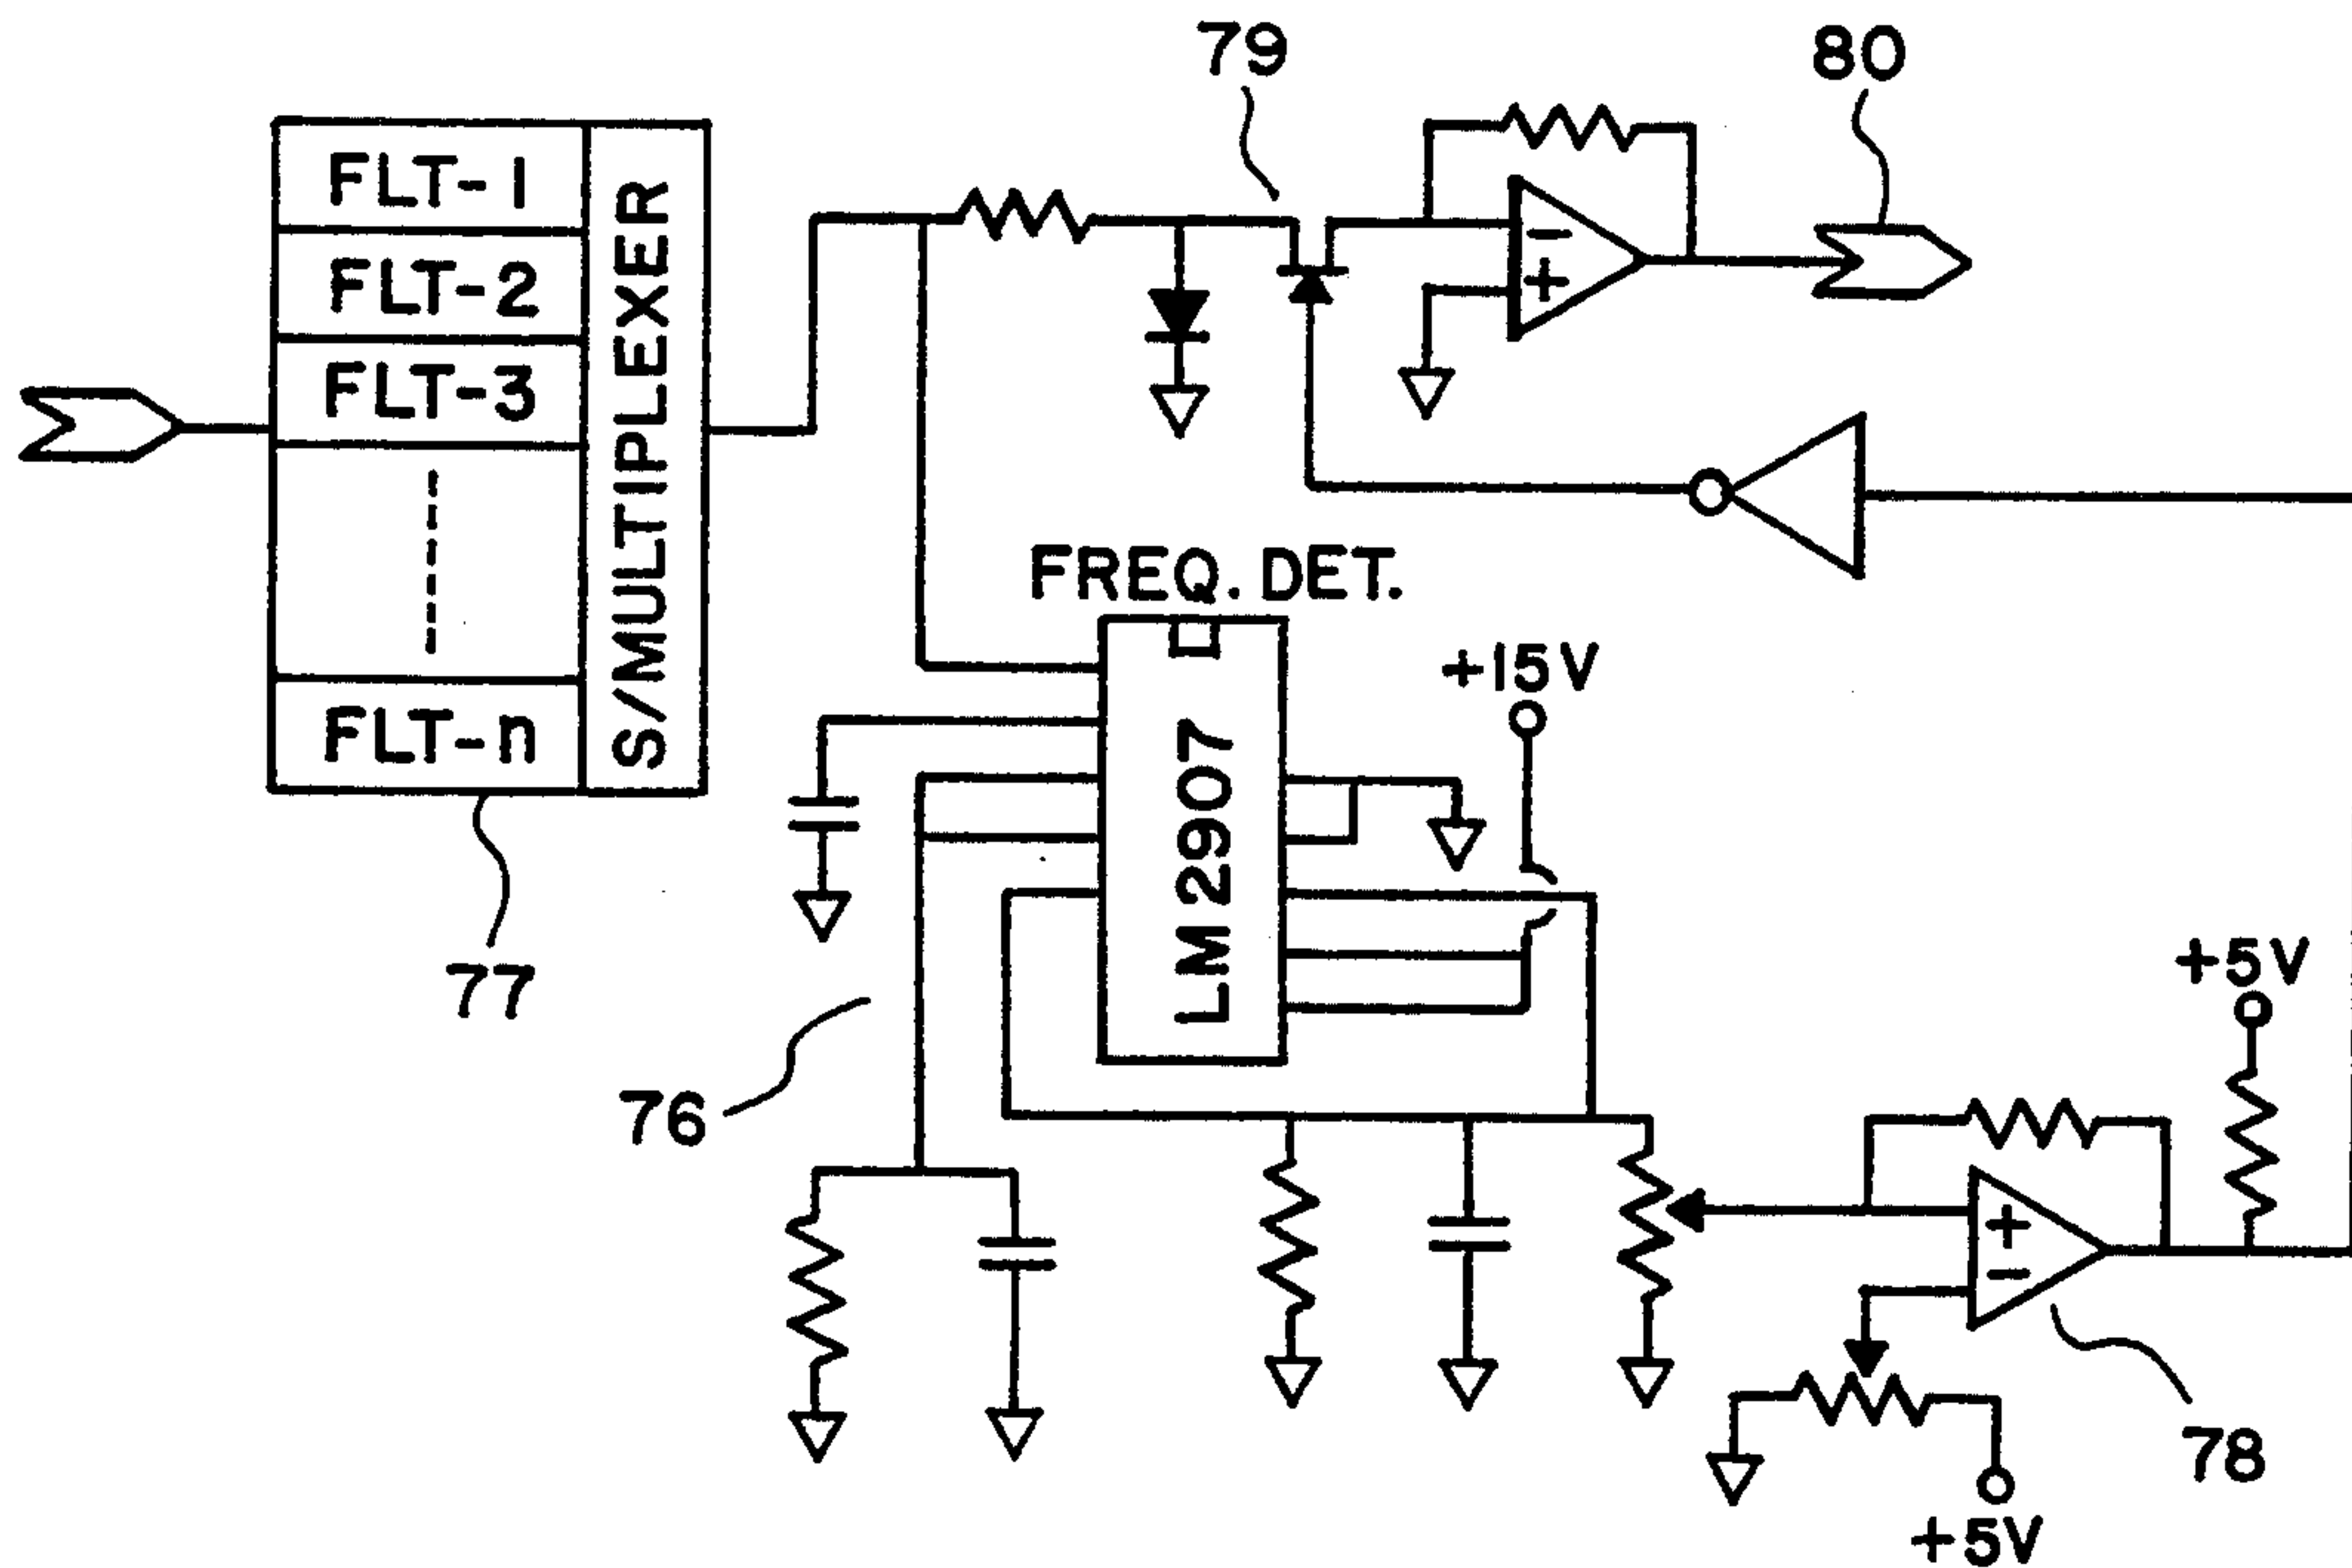 79
80
FLT-1
FLT-2
FLT-3
FLT-n
S/MULTIPLEXER
77
-
+
FREQ. DET.
LM2907
+15V
76
+5V
+
-
78
+5V